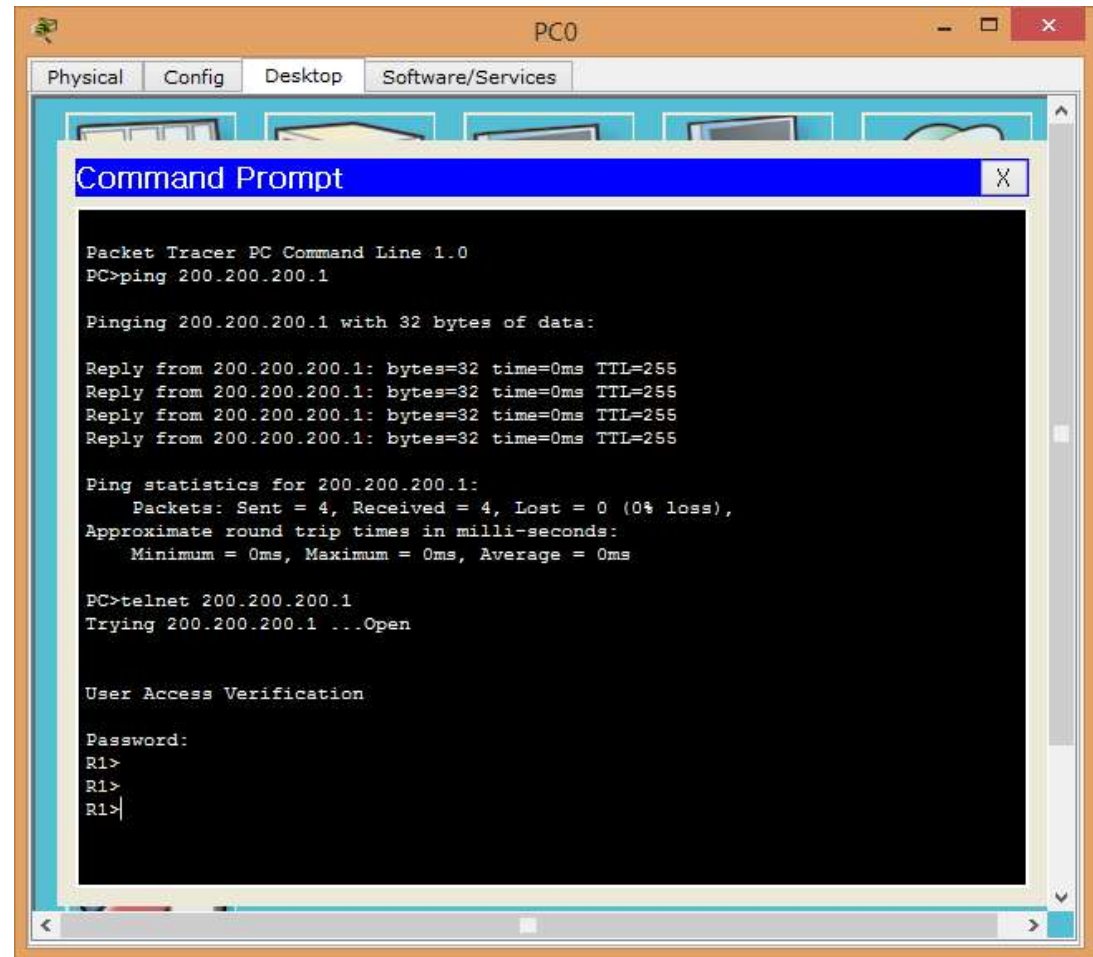 PC0
Physical Config Desktop Software/Services
Command Prompt
X
Packet Tracer PC Command Line 1.0
PC>ping 200.200.200.1
Pinging 200.200.200.1 with 32 bytes of data:
Reply from 200.200.200.1: bytes=32 time=0ms TTL=255
Reply from 200.200.200.1: bytes=32 time=0ms TTL=255
Reply from 200.200.200.1: bytes=32 time=0ms TTL=255
Reply from 200.200.200.1: bytes=32 time=0ms TTL=255
Ping statistics for 200.200.200.1:
Packets: Sent = 4, Received = 4, Lost = 0 (0% loss),
Approximate round trip times in milli-seconds:
Minimum = 0ms, Maximum = 0ms, Average = 0ms
PC>telnet 200.200.200.1
Trying 200.200.200.1 ...Open
User Access Verification
Password:
R1>
R1>
R1>